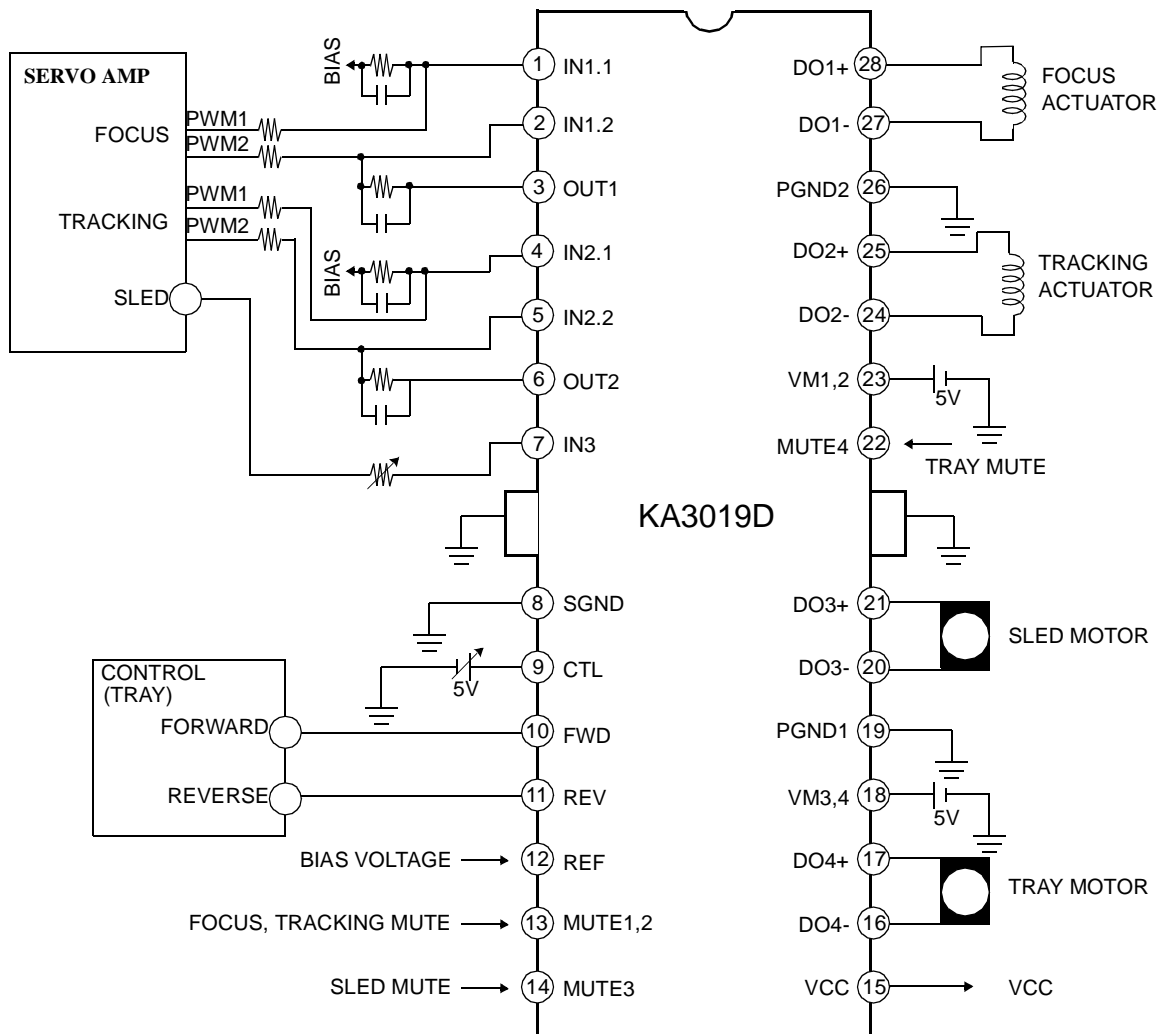 SERVO AMP
FOCUS
PWM1
PWM2
TRACKING
PWM1
PWM2
SLED
BIAS
BIAS
1 IN1.1
2 IN1.2
3 OUT1
4 IN2.1
5 IN2.2
6 OUT2
7 IN3
KA3019D
8 SGND
5V
9 CTL
CONTROL
(TRAY)
FORWARD
10 FWD
REVERSE
11 REV
BIAS VOLTAGE
12 REF
FOCUS, TRACKING MUTE
13 MUTE1,2
SLED MUTE
14 MUTE3
DO1+ 28
FOCUS
ACTUATOR
DO1- 27
PGND2 26
DO2+ 25
TRACKING
ACTUATOR
DO2- 24
VM1,2 23
5V
MUTE4 22
TRAY MUTE
DO3+ 21
SLED MOTOR
DO3- 20
PGND1 19
VM3,4 18
5V
DO4+ 17
TRAY MOTOR
DO4- 16
VCC 15
VCC